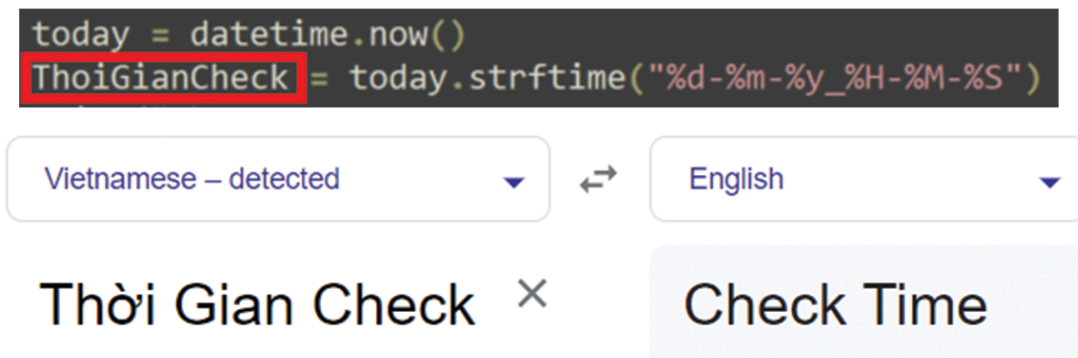 today = datetime.now()
ThoiGianCheck = today.strftime("%d-%m-%y_%H-%M-%S")
Vietnamese – detected
English
Thời Gian Check
Check Time